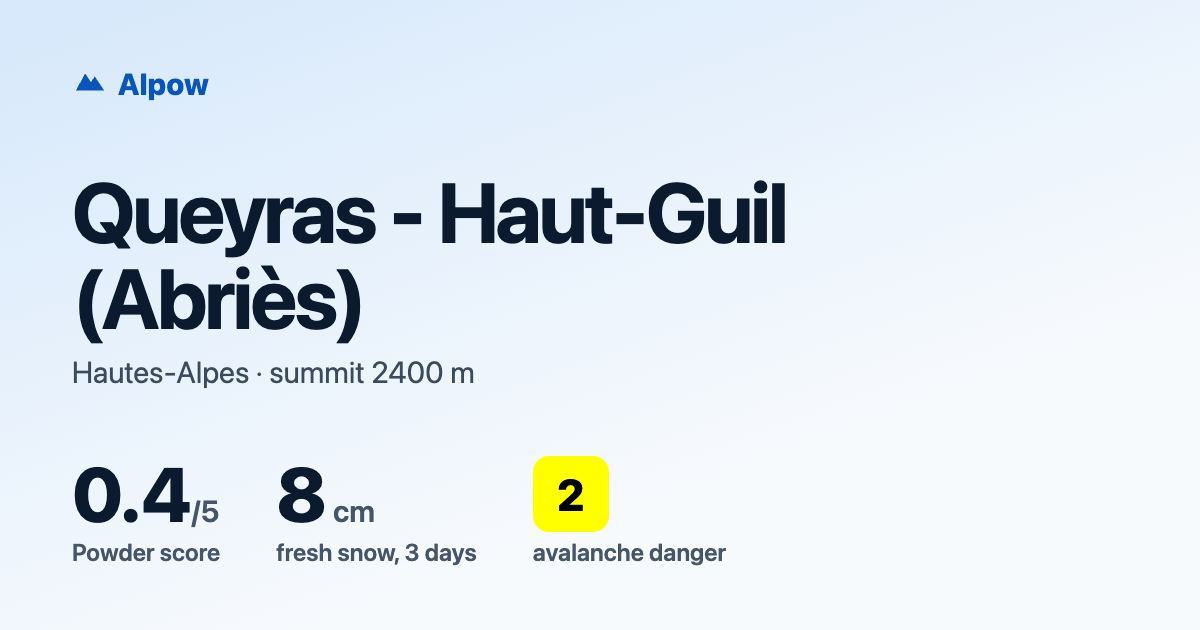 Alpow
Queyras - Haut-Guil
(Abriès)
Hautes-Alpes · summit 2400 m
0.4/5 8 cm 2
Powder score fresh snow, 3 days avalanche danger